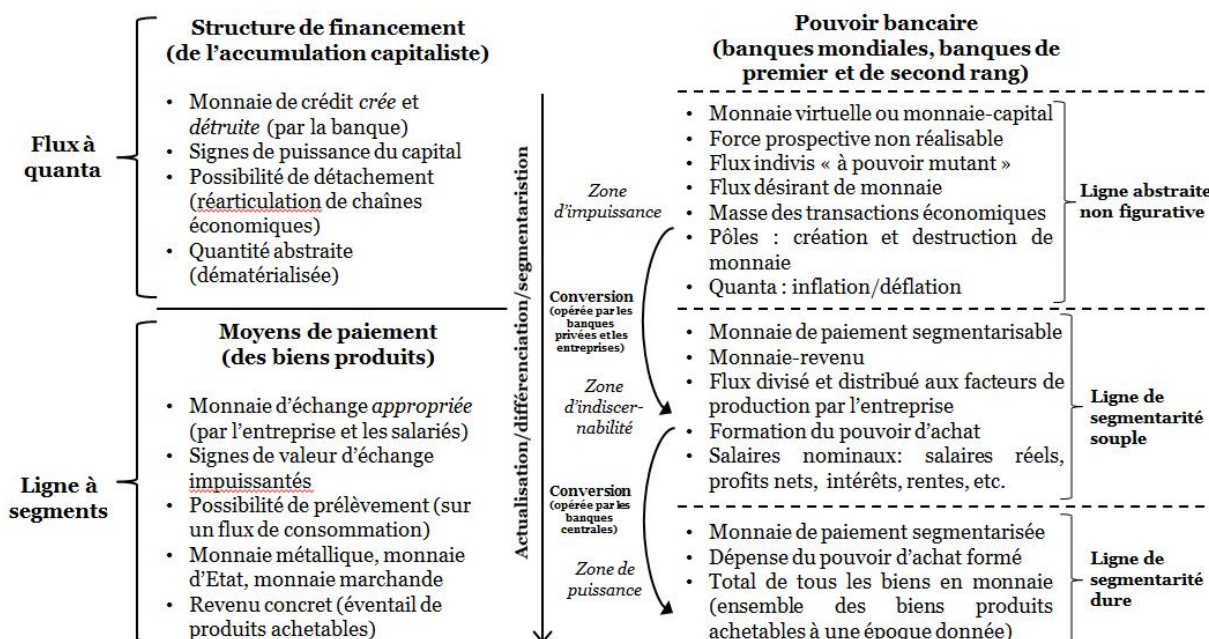 Structure de financement
(de l'accumulation capitaliste)
Flux à
quanta
• Monnaie de crédit crée et
détruite (par la banque)
• Signes de puissance du capital
• Possibilité de détachement
(réarticulation de chaînes
économiques)
• Quantité abstraite
(dématérialisée)
Moyens de paiement
(des biens produits)
Ligne à
segments
• Monnaie d'échange appropriée
(par l'entreprise et les salariés)
• Signes de valeur d'échange
impuissantés
• Possibilité de prélèvement (sur
un flux de consommation)
• Monnaie métallique, monnaie
d'Etat, monnaie marchande
• Revenu concret (éventail de
produits achetables)
Actualisation/différenciation/segmentaristion
Pouvoir bancaire
(banques mondiales, banques de
premier et de second rang)
Zone
d'impuissance
Conversion
(opérée par les
banques
privées et les
entreprises)
Zone
d'indiscer-
nabilité
Conversion
(opérée par les
banques
centrales)
Zone de
puissance
• Monnaie virtuelle ou monnaie-capital
• Force prospective non réalisable
• Flux indivis « à pouvoir mutant »
• Flux désirant de monnaie
• Masse des transactions économiques
• Pôles : création et destruction de
monnaie
• Quanta : inflation/déflation
Ligne abstraite
non figurative
• Monnaie de paiement segmentarisable
• Monnaie-revenu
• Flux divisé et distribué aux facteurs de
production par l'entreprise
• Formation du pouvoir d'achat
• Salaires nominaux: salaires réels,
profits nets, intérêts, rentes, etc.
Ligne de
segmentarité
souple
• Monnaie de paiement segmentarisée
• Dépense du pouvoir d'achat formé
• Total de tous les biens en monnaie
(ensemble des biens produits
achetables à une époque donnée)
Ligne de
segmentarité
dure